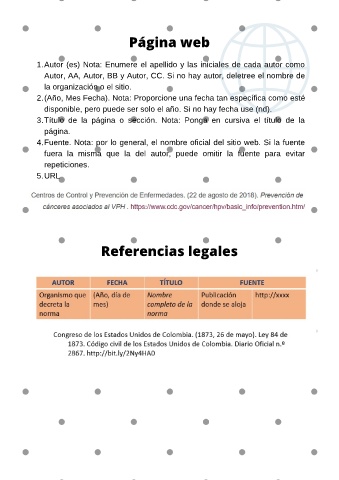 Página web
1. Autor (es) Nota: Enumere el apellido y las iniciales de cada autor como
Autor, AA, Autor, BB y Autor, CC. Si no hay autor, deletree el nombre de
la organización o el sitio.
2. (Año, Mes Fecha). Nota: Proporcione una fecha tan específica como esté
disponible, pero puede ser solo el año. Si no hay fecha use (nd).
3. Título de la página o sección. Nota: Ponga en cursiva el título de la
página.
4. Fuente. Nota: por lo general, el nombre oficial del sitio web. Si la fuente
fuera la misma que la del autor, puede omitir la fuente para evitar
repeticiones.
5. URL
Centros de Control y Prevención de Enfermedades. (22 de agosto de 2018). Prevención de
cánceres asociados al VPH . https://www.cdc.gov/cancer/hpv/basic_info/prevention.htm/
Referencias legales
AUTOR FECHA TÍTULO FUENTE
Organismo que (Año, día de Nombre Publicación http://xxxx
decreta la mes) completo de la donde se aloja
norma norma
Congreso de los Estados Unidos de Colombia. (1873, 26 de mayo). Ley 84 de
1873. Código civil de los Estados Unidos de Colombia. Diario Oficial n.º
2867. http://bit.ly/2Ny4HA0